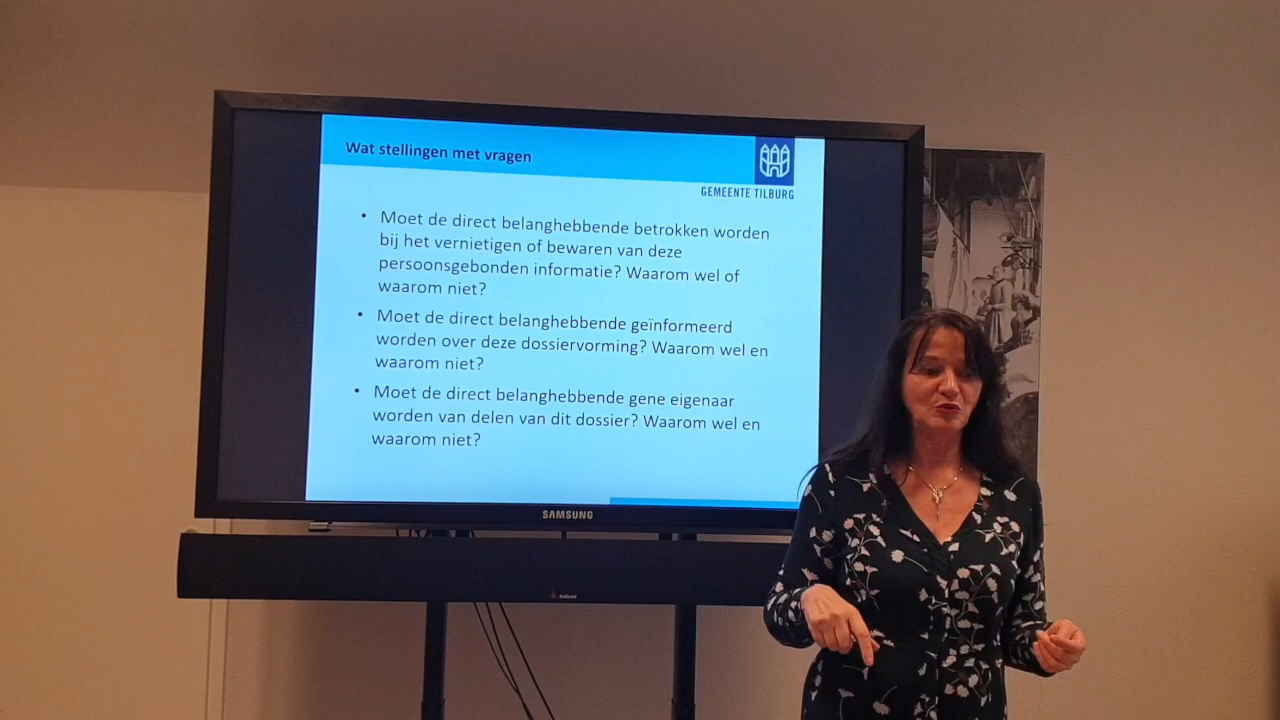 Wat stellingen met vragen
GEMEENTE TILBURG
• Moet de direct belanghebbende betrokken worden
bij het vernietigen of bewaren van deze
persoonsgebonden informatie? Waarom wel of
waarom niet?
• Moet de direct belanghebbende geïnformeerd
worden over deze dossiervorming? Waarom wel en
waarom niet?
• Moet de direct belanghebbende gene eigenaar
worden van delen van dit dossier? Waarom wel en
waarom niet?
SAMSUNG